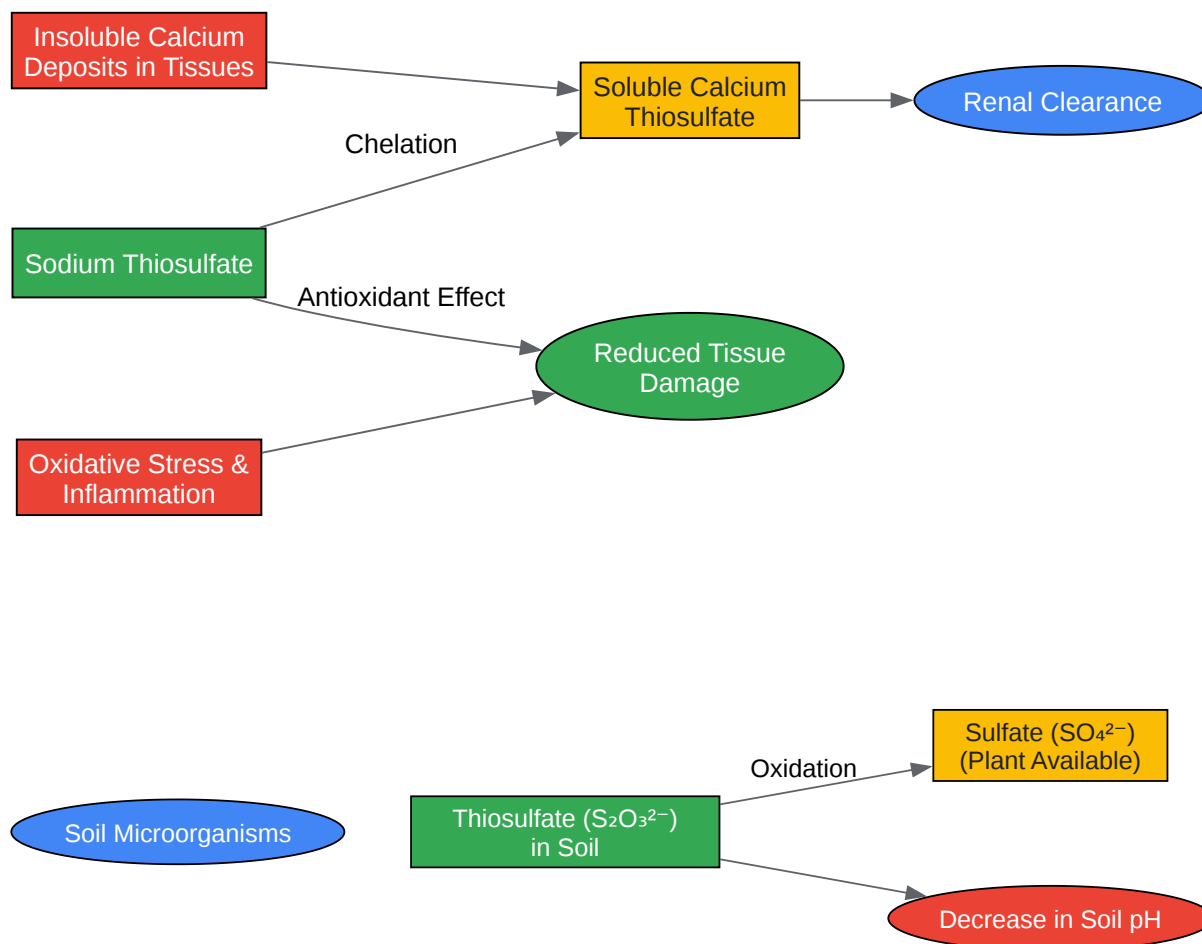 Insoluble Calcium
Deposits in Tissues
Soluble Calcium
Thiosulfate
Renal Clearance
Chelation
Sodium Thiosulfate
Antioxidant Effect
Reduced Tissue
Damage
Oxidative Stress &
Inflammation
Sulfate (SO₄²⁻)
(Plant Available)
Oxidation
Soil Microorganisms
Thiosulfate (S₂O₃²⁻)
in Soil
Decrease in Soil pH